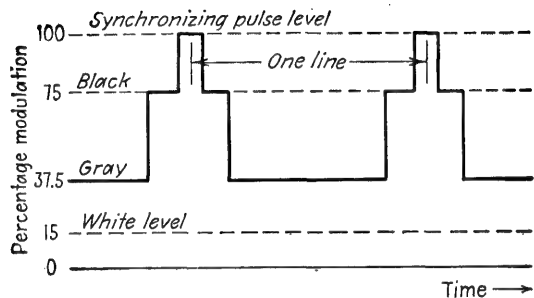 Synchronizing pulse level
100
One line
Black
75
Gray
37.5
White level
15
0
Time
Percentage modulation